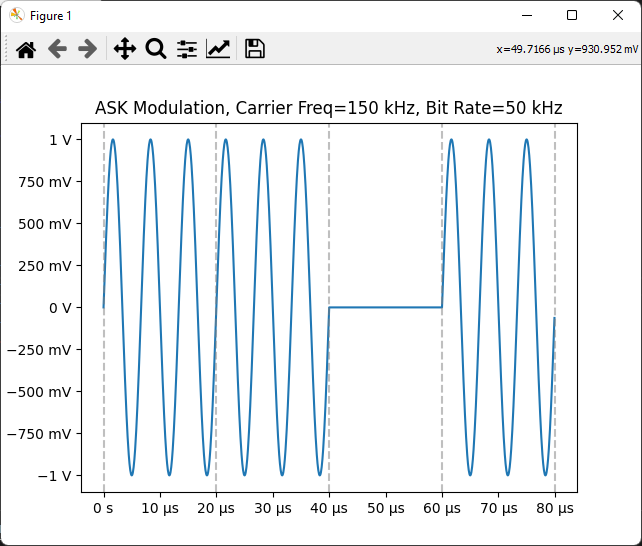 Figure 1
x=49.7166 μs y=930.952 mV
ASK Modulation, Carrier Freq=150 kHz, Bit Rate=50 kHz
1 V
750 mV
500 mV
250 mV
0 V
−250 mV
−500 mV
−750 mV
−1 V
0 s 10 μs 20 μs 30 μs 40 μs 50 μs 60 μs 70 μs 80 μs